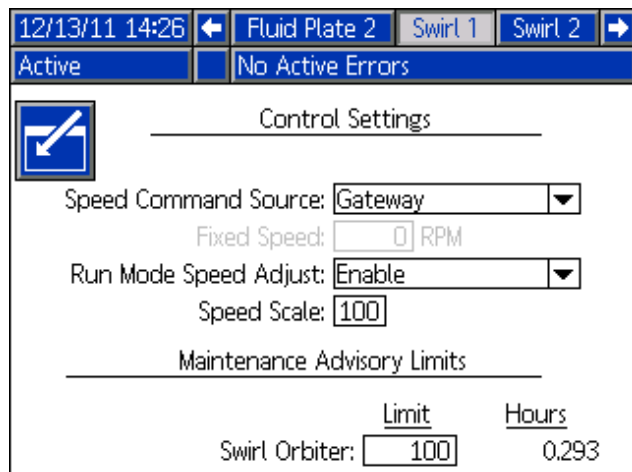 12/13/11 14:26 Fluid Plate 2 Swirl 1 Swirl 2
Active No Active Errors
Control Settings
Speed Command Source: Gateway
Fixed Speed: 0 RPM
Run Mode Speed Adjust: Enable
Speed Scale: 100
Maintenance Advisory Limits
Limit Hours
Swirl Orbiter: 100 0.293